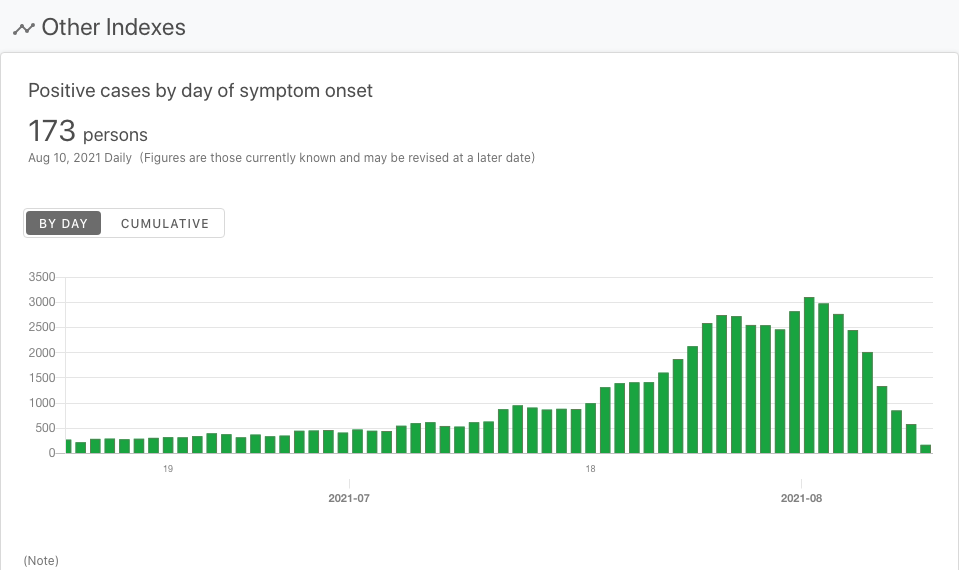 Other Indexes
Positive cases by day of symptom onset
173 persons
Aug 10, 2021 Daily (Figures are those currently known and may be revised at a later date)
BY DAY CUMULATIVE
3500
3000
2500
2000
1500
1000
500
0
19 18
2021-07 2021-08
(Note)